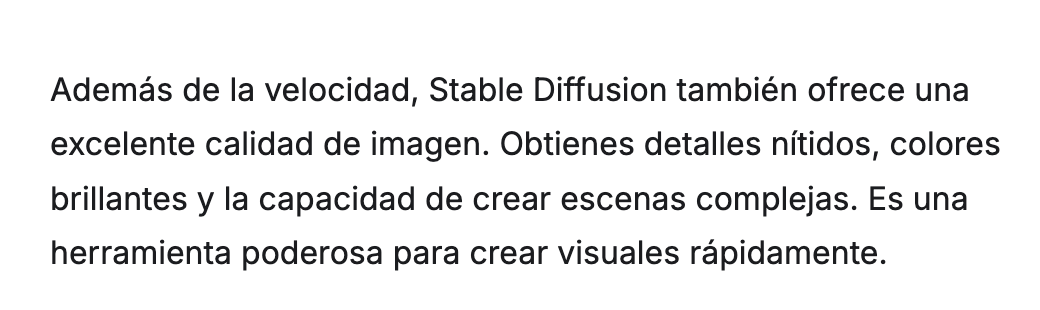 Además de la velocidad, Stable Diffusion también ofrece una
excelente calidad de imagen. Obtienes detalles nítidos, colores
brillantes y la capacidad de crear escenas complejas. Es una
herramienta poderosa para crear visuales rápidamente.